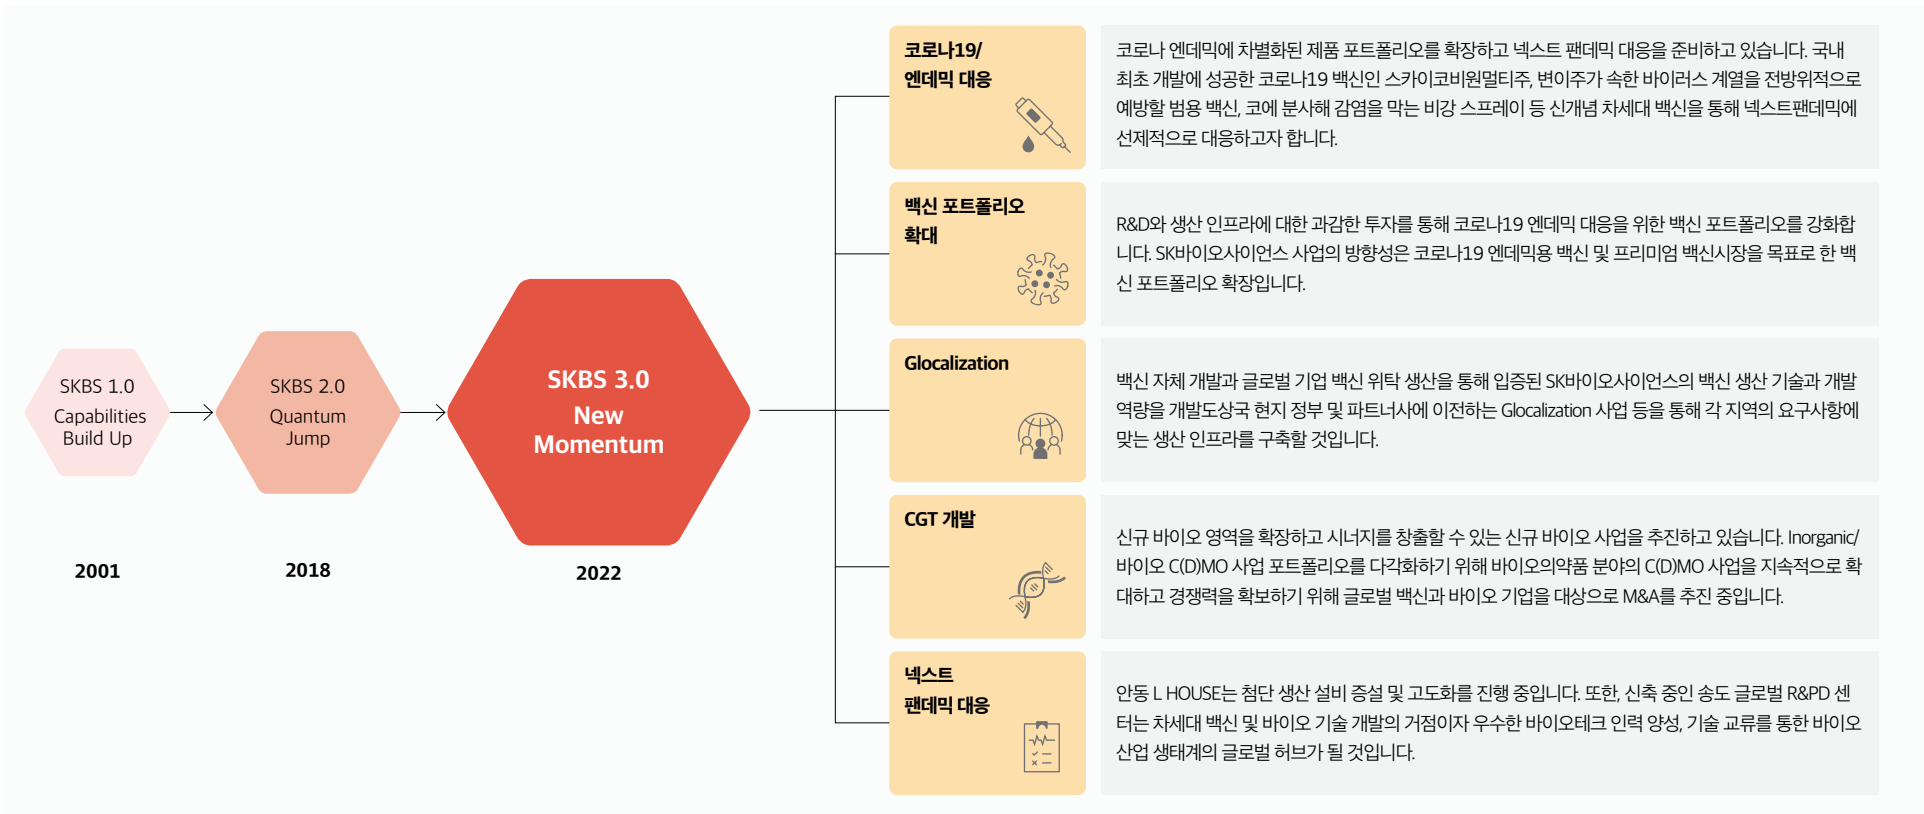 SKBS 1.0
Capabilities
Build Up
2001
SKBS 2.0
Quantum
Jump
2018
SKBS 3.0
New
Momentum
2022
코로나19/
엔데믹 대응
코로나 엔데믹에 차별화된 제품 포트폴리오를 확장하고 넥스트 팬데믹 대응을 준비하고 있습니다. 국내
최초 개발에 성공한 코로나19 백신인 스카이코비원멀티주, 변이주가 속한 바이러스 계열을 전방위적으로
예방할 범용 백신, 코에 분사해 감염을 막는 비강 스프레이 등 신개념 차세대 백신을 통해 넥스트팬데믹에
선제적으로 대응하고자 합니다.
백신 포트폴리오
확대
R&D와 생산 인프라에 대한 과감한 투자를 통해 코로나19 엔데믹 대응을 위한 백신 포트폴리오를 강화합
니다. SK바이오사이언스 사업의 방향성은 코로나19 엔데믹용 백신 및 프리미엄 백신시장을 목표로 한 백
신 포트폴리오 확장입니다.
Glocalization
백신 자체 개발과 글로벌 기업 백신 위탁 생산을 통해 입증된 SK바이오사이언스의 백신 생산 기술과 개발
역량을 개발도상국 현지 정부 및 파트너사에 이전하는 Glocalization 사업 등을 통해 각 지역의 요구사항에
맞는 생산 인프라를 구축할 것입니다.
CGT 개발
신규 바이오 영역을 확장하고 시너지를 창출할 수 있는 신규 바이오 사업을 추진하고 있습니다. Inorganic/
바이오 C(D)MO 사업 포트폴리오를 다각화하기 위해 바이오의약품 분야의 C(D)MO 사업을 지속적으로 확
대하고 경쟁력을 확보하기 위해 글로벌 백신과 바이오 기업을 대상으로 M&A를 추진 중입니다.
넥스트
팬데믹 대응
안동 L HOUSE는 첨단 생산 설비 증설 및 고도화를 진행 중입니다. 또한, 신축 중인 송도 글로벌 R&PD 센
터는 차세대 백신 및 바이오 기술 개발의 거점이자 우수한 바이오테크 인력 양성, 기술 교류를 통한 바이오
산업 생태계의 글로벌 허브가 될 것입니다.